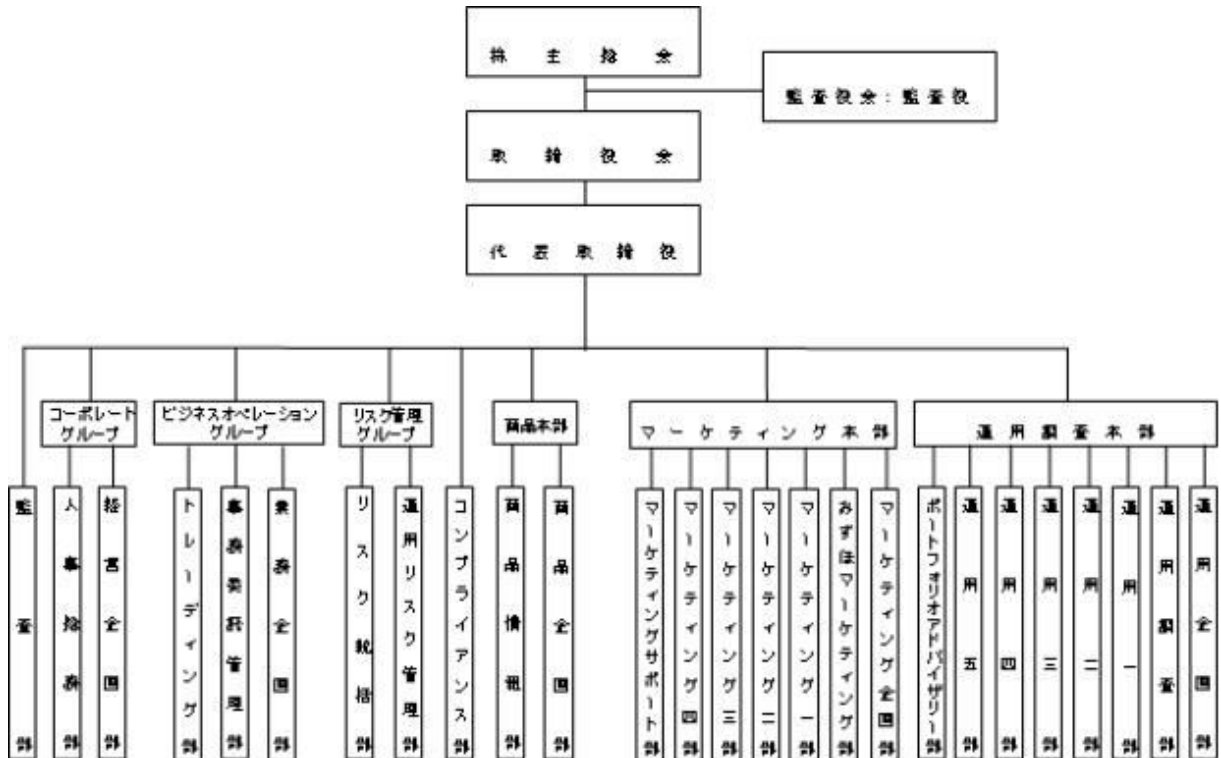 株主総会
監査役会：監査役
取締役会
代表取締役
コーポレート
グループ
ビジネスオペレーション
グループ
リスク管理
グループ
商品本部
マーケティング本部
運用調査本部
監査部
人事総務部
経営企画部
トレーディング部
事務委託管理部
業務企画部
リスク統括部
運用リスク管理部
コンプライアンス部
商品情報部
商品企画部
マーケティングサポート部
マーケティング四部
マーケティング三部
マーケティング二部
マーケティング一部
みずほマーケティング部
マーケティング企画部
ポートフォリオアドバイザリー部
運用五部
運用四部
運用三部
運用二部
運用一部
運用調査部
運用企画部